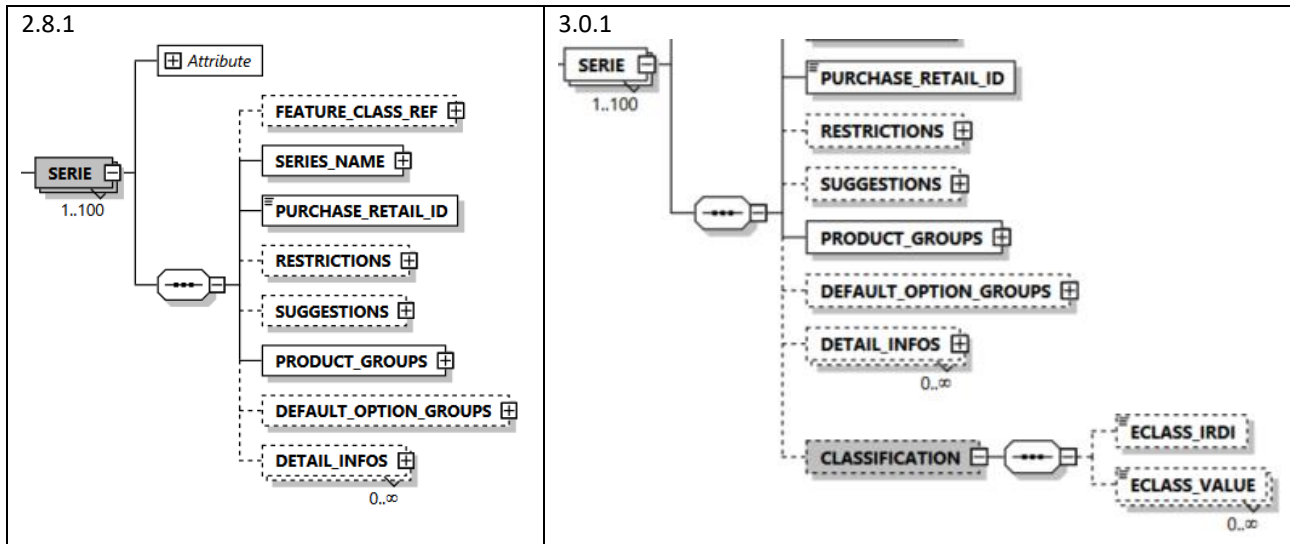 2.8.1
Attribute
FEATURE_CLASS_REF
SERIES_NAME
SERIE
1..100
PURCHASE_RETAIL_ID
RESTRICTIONS
SUGGESTIONS
PRODUCT_GROUPS
DEFAULT_OPTION_GROUPS
DETAIL_INFOS
0..∞
3.0.1
SERIE
1..100
PURCHASE_RETAIL_ID
RESTRICTIONS
SUGGESTIONS
PRODUCT_GROUPS
DEFAULT_OPTION_GROUPS
DETAIL_INFOS
0..∞
CLASSIFICATION
ECLASS_IRDI
ECLASS_VALUE
0..∞